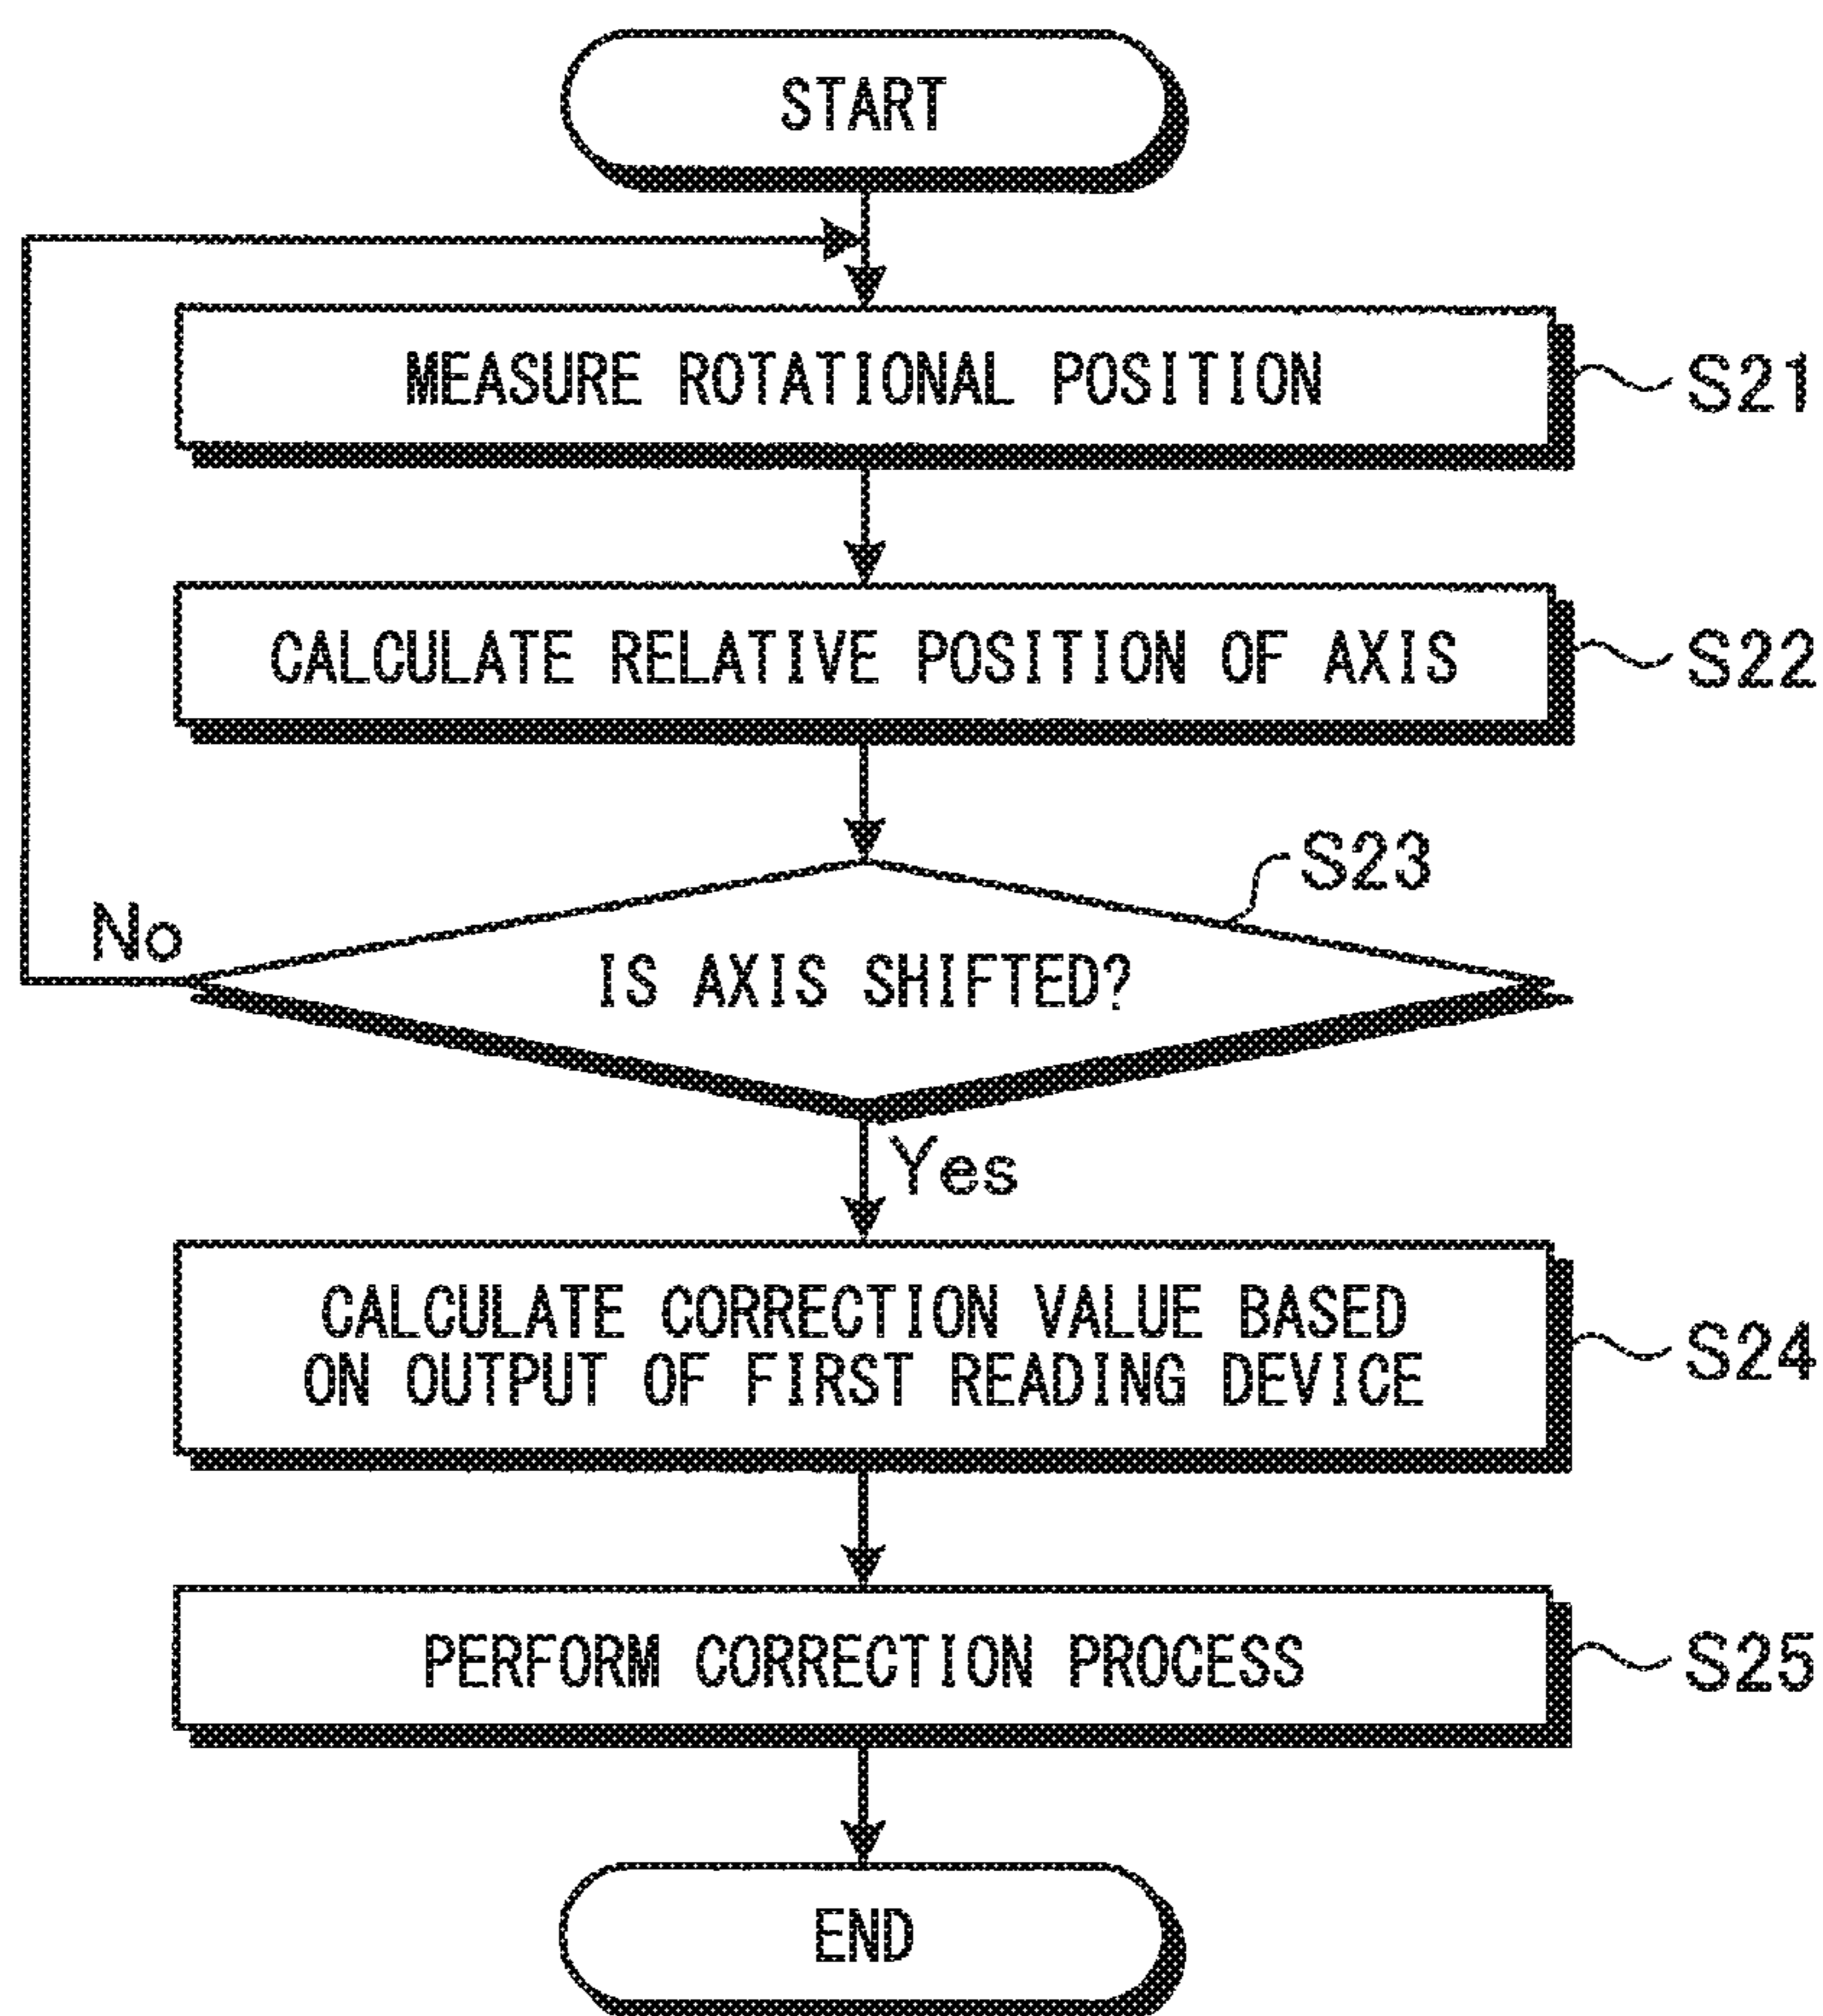 START
MEASURE ROTATIONAL POSITION
S21
CALCULATE RELATIVE POSITION OF AXIS
S22
S23
No
IS AXIS SHIFTED?
Yes
CALCULATE CORRECTION VALUE BASED
ON OUTPUT OF FIRST READING DEVICE
S24
PERFORM CORRECTION PROCESS
S25
END